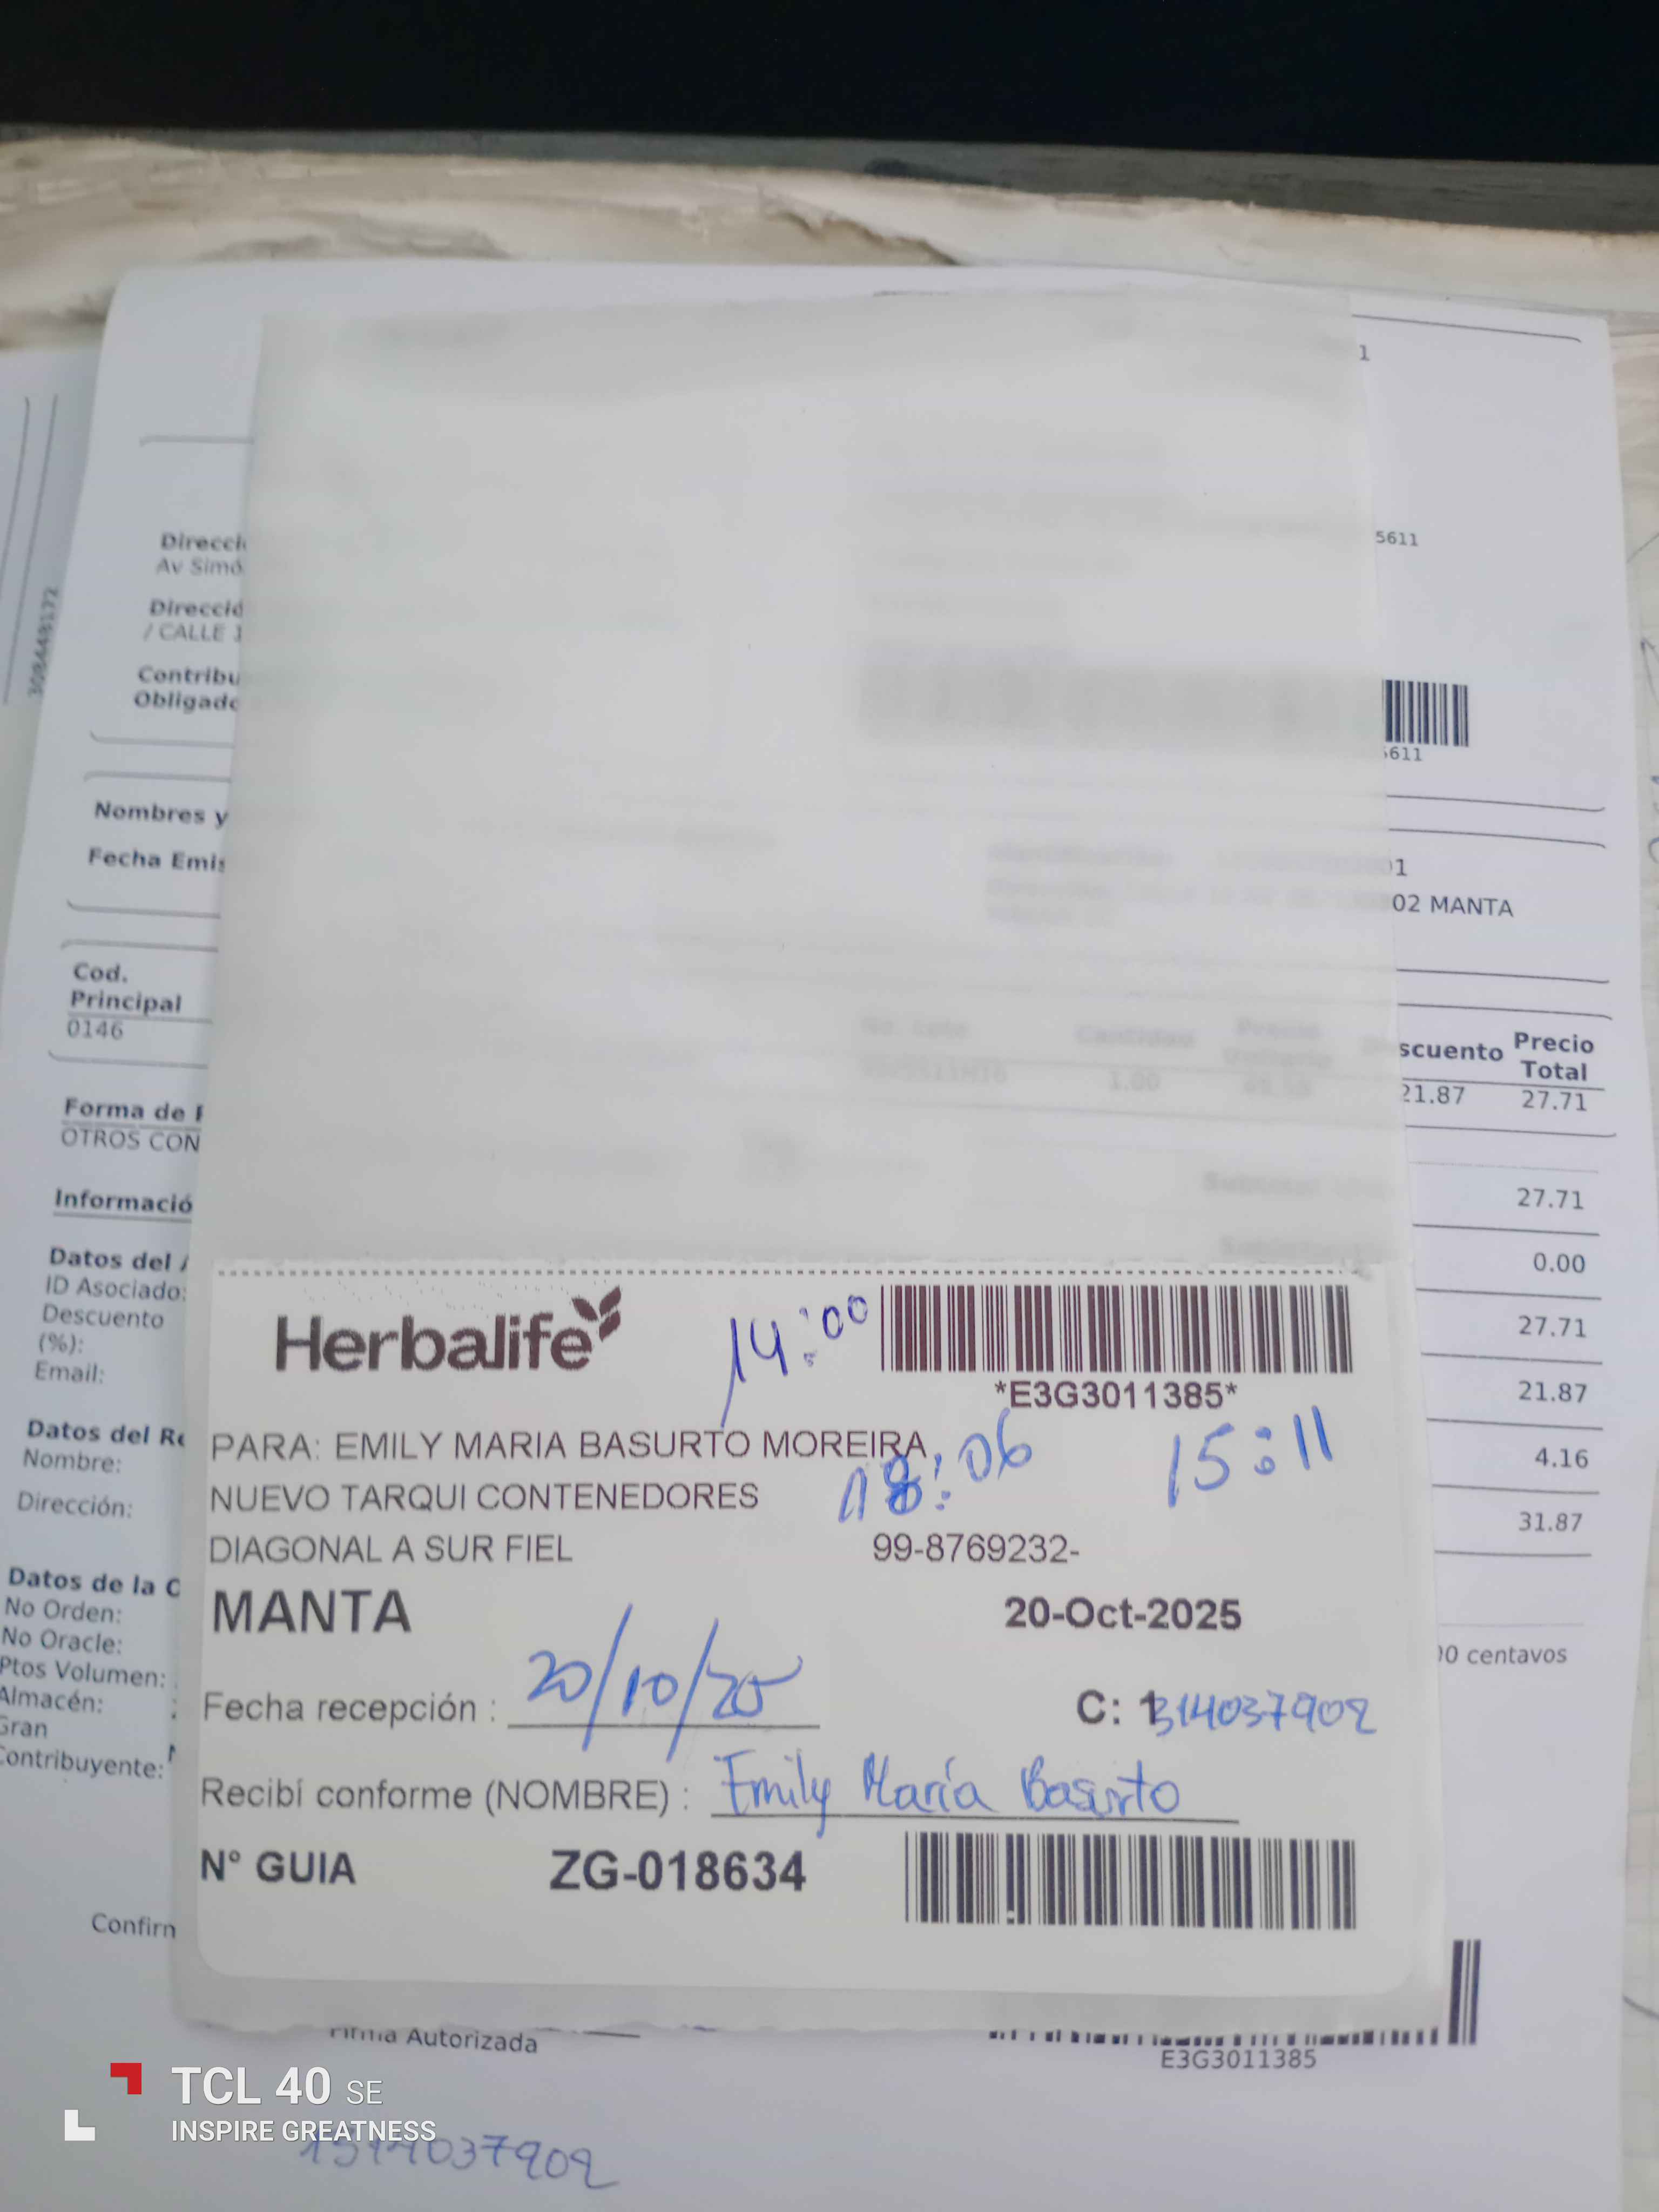 1
Direcci
Av Simó
5611
Direcció
/ CALLE 1
308448172
Contribu
Obligado
5611
Nombres y
Fecha Emis
01
02 MANTA
Cod.
Principal
scuento Precio
Total
0146
1.00
21.87 27.71
Forma de P
OTROS CON
Informació
27.71
0.00
27.71
21.87
4.16
31.87
Datos del A
ID Asociado:
Descuento
(%):
Email:
Datos del Re
Nombre:
Dirección:
Datos de la O
No Orden:
No Oracle:
Ptos Volumen:
Almacén:
Gran
Contribuyente:
00 centavos
Herbalife
14:00
*E3G3011385*
PARA: EMILY MARIA BASURTO MOREIRA
18:06 15:11
NUEVO TARQUI CONTENEDORES
DIAGONAL A SUR FIEL 99-8769232-
MANTA 20-Oct-2025
Fecha recepción : 20/10/25 C: 1314037902
Recibí conforme (NOMBRE) : Emily María Basurto
N° GUIA ZG-018634
Confirm
Firma Autorizada
E3G3011385
TCL 40 SE
INSPIRE GREATNESS
1314037902